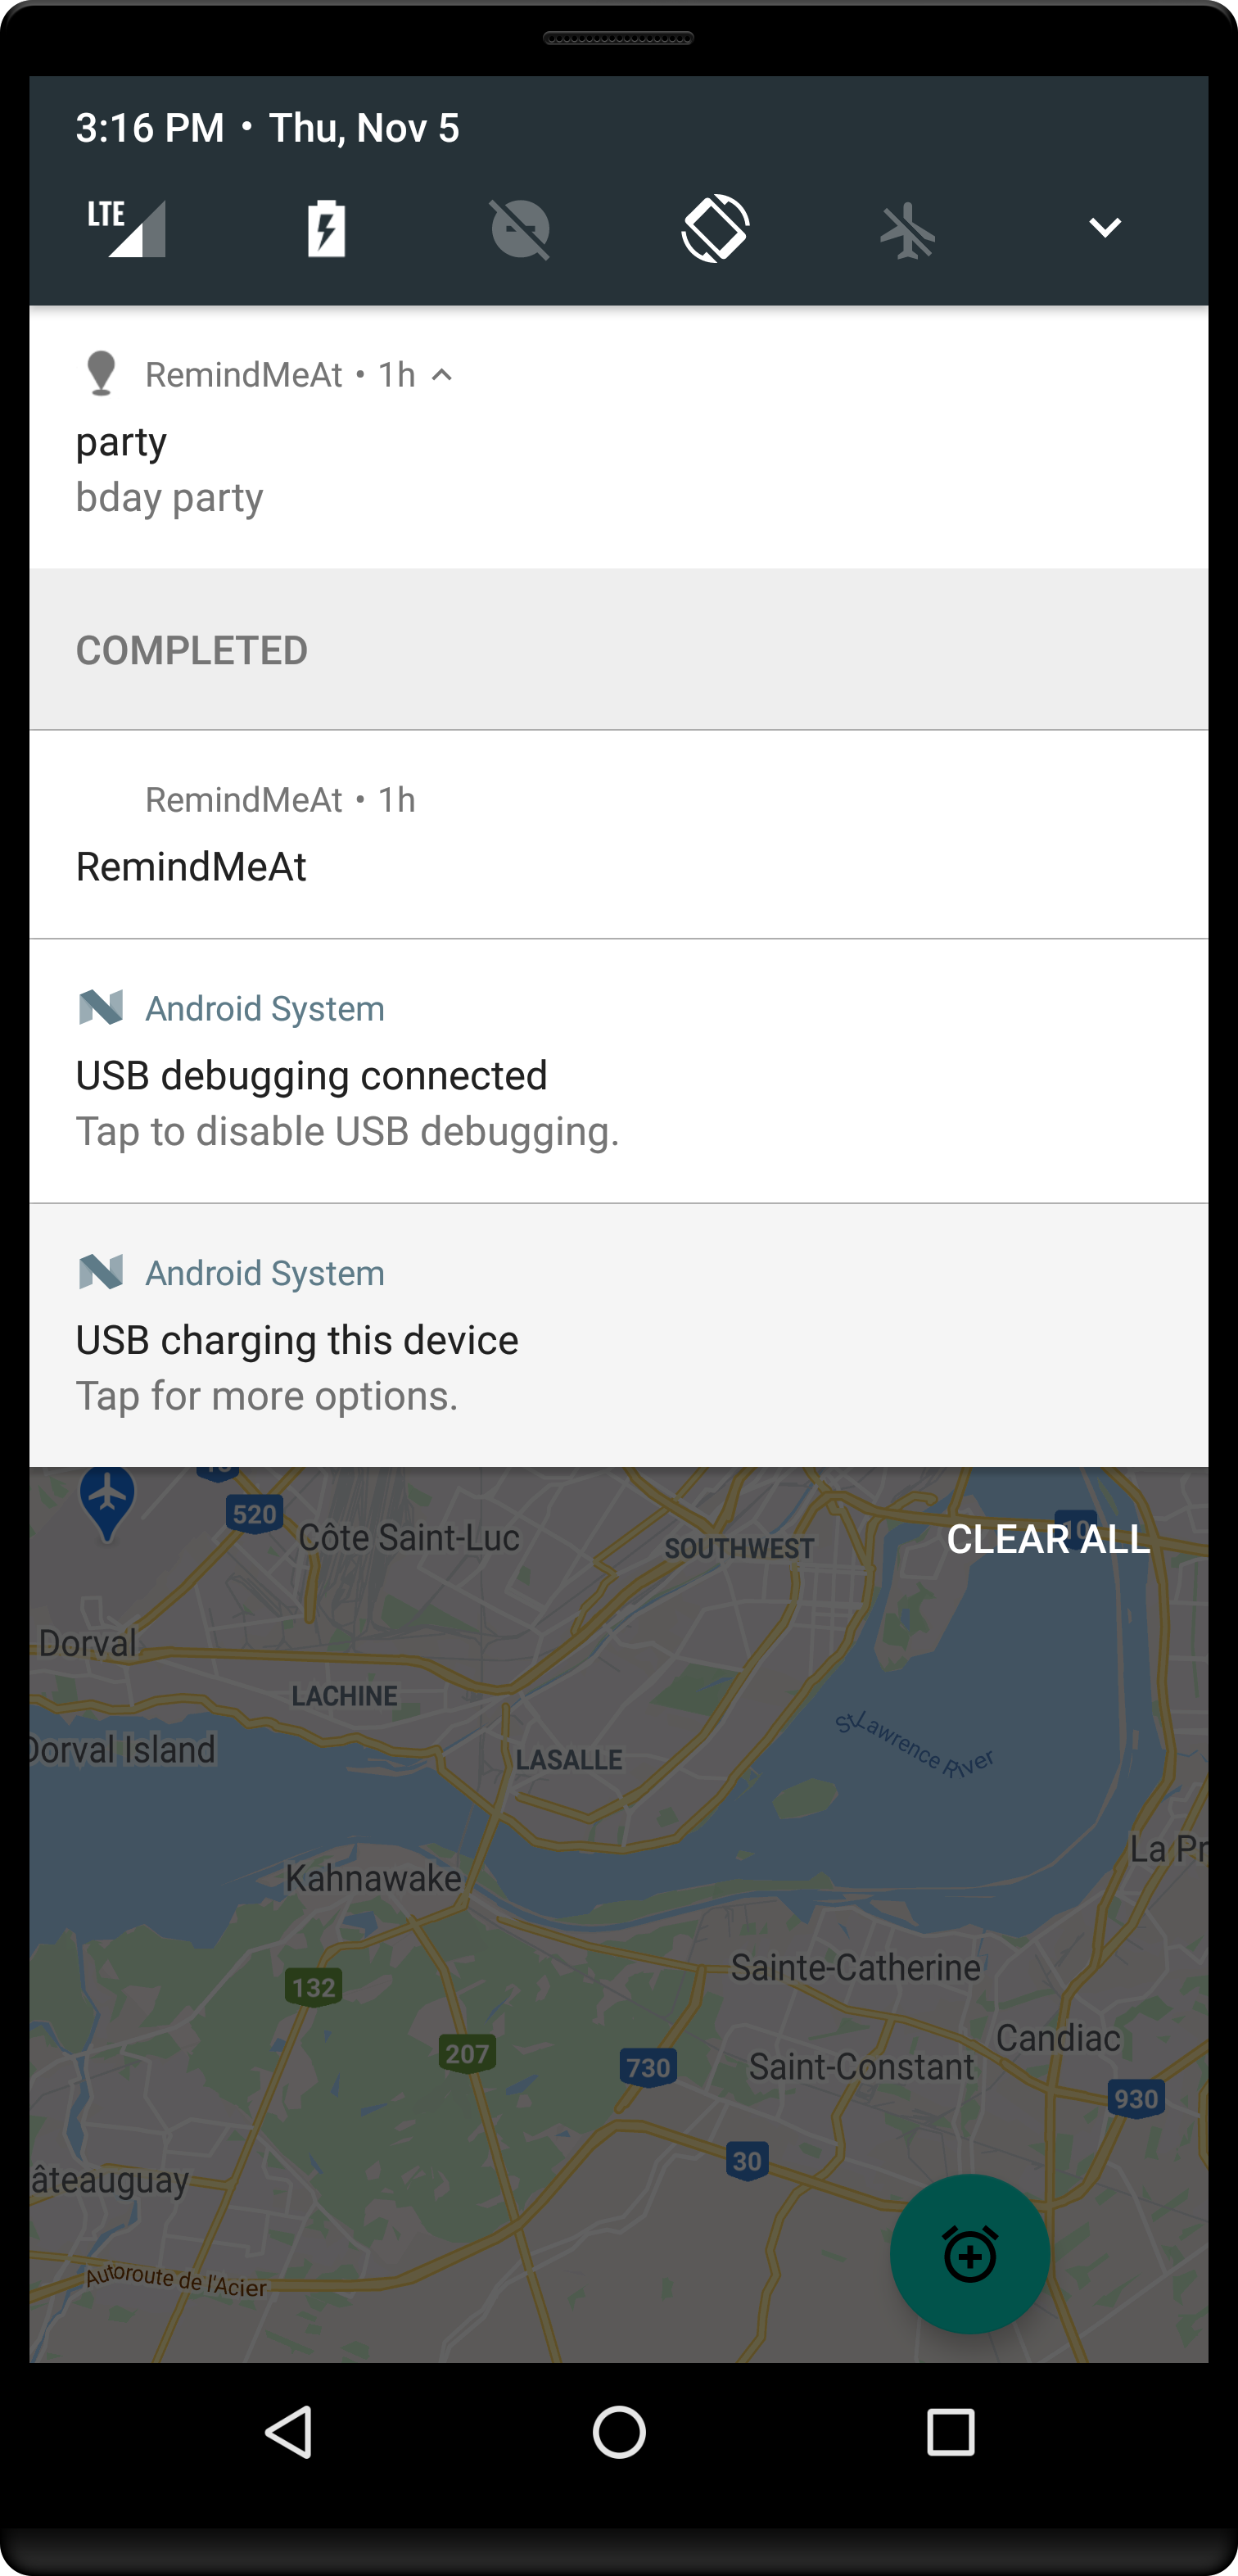 3:16 PM • Thu, Nov 5
LTE
RemindMeAt • 1h
party
bday party
COMPLETED
RemindMeAt • 1h
RemindMeAt
Android System
USB debugging connected
Tap to disable USB debugging.
Android System
USB charging this device
Tap for more options.
520
Côte Saint-Luc
SOUTHWEST
10
CLEAR ALL
Dorval
LACHINE
Dorval Island
LASALLE
St Lawrence River
La Pr
Kahnawake
132
Sainte-Catherine
207
730
Candiac
Saint-Constant
930
30
âteauguay
Autoroute de l'Acier